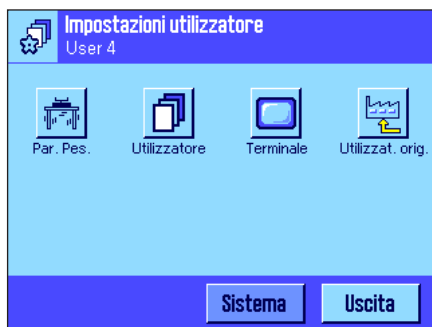 Impostazioni utilizzatore
User 4
Par. Pes. Utilizzatore Terminale Utilizzat. orig.
Sistema Uscita